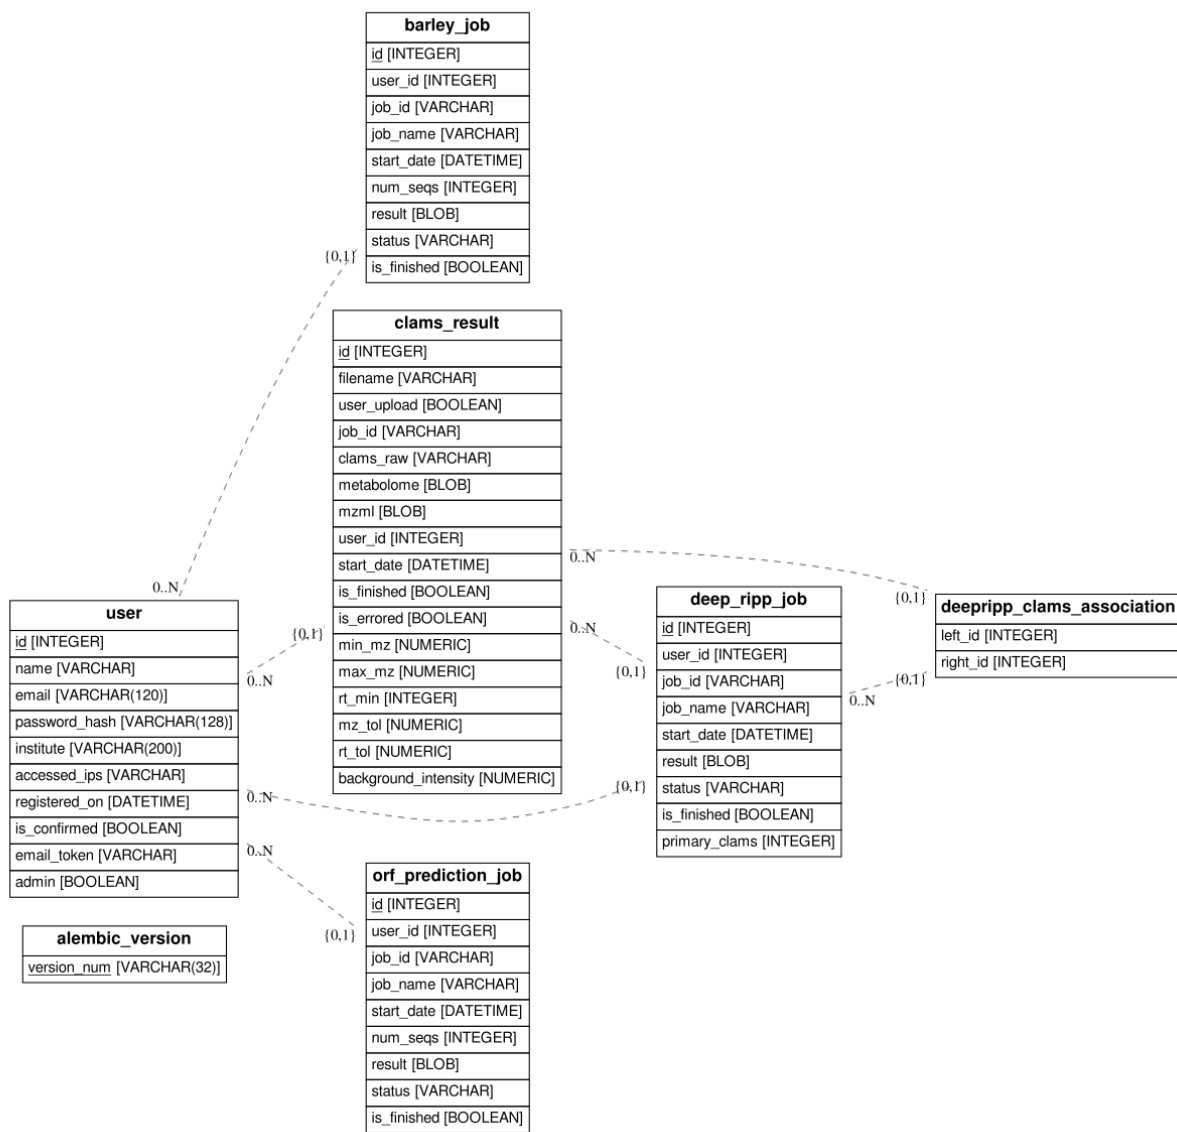 barley_job
id [INTEGER]
user_id [INTEGER]
job_id [VARCHAR]
job_name [VARCHAR]
start_date [DATETIME]
num_seqs [INTEGER]
result [BLOB]
status [VARCHAR]
is_finished [BOOLEAN]
{0,1}
0..N
clams_result
id [INTEGER]
filename [VARCHAR]
user_upload [BOOLEAN]
job_id [VARCHAR]
clams_raw [VARCHAR]
metabolome [BLOB]
mzml [BLOB]
user_id [INTEGER]
start_date [DATETIME]
is_finished [BOOLEAN]
is_errored [BOOLEAN]
min_mz [NUMERIC]
max_mz [NUMERIC]
rt_min [INTEGER]
mz_tol [NUMERIC]
rt_tol [NUMERIC]
background_intensity [NUMERIC]
{0,1}
0..N
0..N
{0,1}
0..N
{0,1}
user
id [INTEGER]
name [VARCHAR]
email [VARCHAR(120)]
password_hash [VARCHAR(128)]
institute [VARCHAR(200)]
accessed_ips [VARCHAR]
registered_on [DATETIME]
is_confirmed [BOOLEAN]
email_token [VARCHAR]
admin [BOOLEAN]
0..N
{0,1}
0..N
{0,1}
deep_ripp_job
id [INTEGER]
user_id [INTEGER]
job_id [VARCHAR]
job_name [VARCHAR]
start_date [DATETIME]
result [BLOB]
status [VARCHAR]
is_finished [BOOLEAN]
primary_clams [INTEGER]
0..N
{0,1}
deepripp_clams_association
left_id [INTEGER]
right_id [INTEGER]
alembic_version
version_num [VARCHAR(32)]
orf_prediction_job
id [INTEGER]
user_id [INTEGER]
job_id [VARCHAR]
job_name [VARCHAR]
start_date [DATETIME]
num_seqs [INTEGER]
result [BLOB]
status [VARCHAR]
is_finished [BOOLEAN]